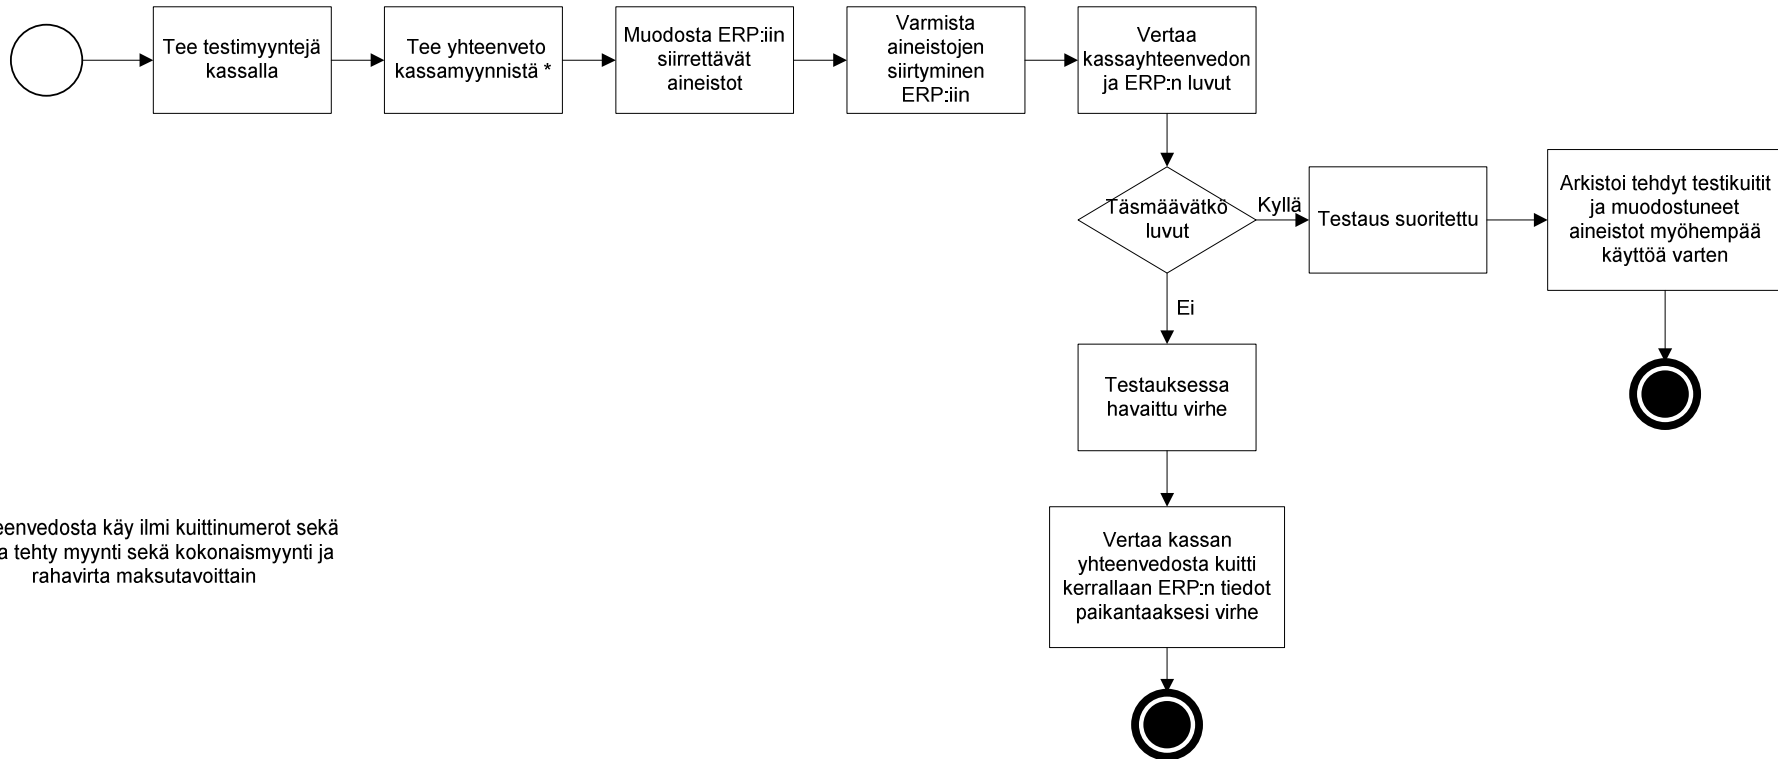 Tee testimyyntejä
kassalla
Tee yhteenveto
kassamyynnistä *
Muodosta ERP:iin
siirrettävät
aineistot
Varmista
aineistojen
siirtyminen
ERP:iin
Vertaa
kassayhteenvedon
ja ERP:n luvut
Täsmäävätkö
luvut
Kyllä
Testaus suoritettu
Arkistoi tehdyt testikuitit
ja muodostuneet
aineistot myöhempää
käyttöä varten
Ei
Testauksessa
havaittu virhe
Vertaa kassan
yhteenvedosta kuitti
kerrallaan ERP:n tiedot
paikantaaksesi virhe
käy ilmi kuittinumerot sekä
tehty myynti sekä kokonaismyynti ja
rahavirta maksutavoittain